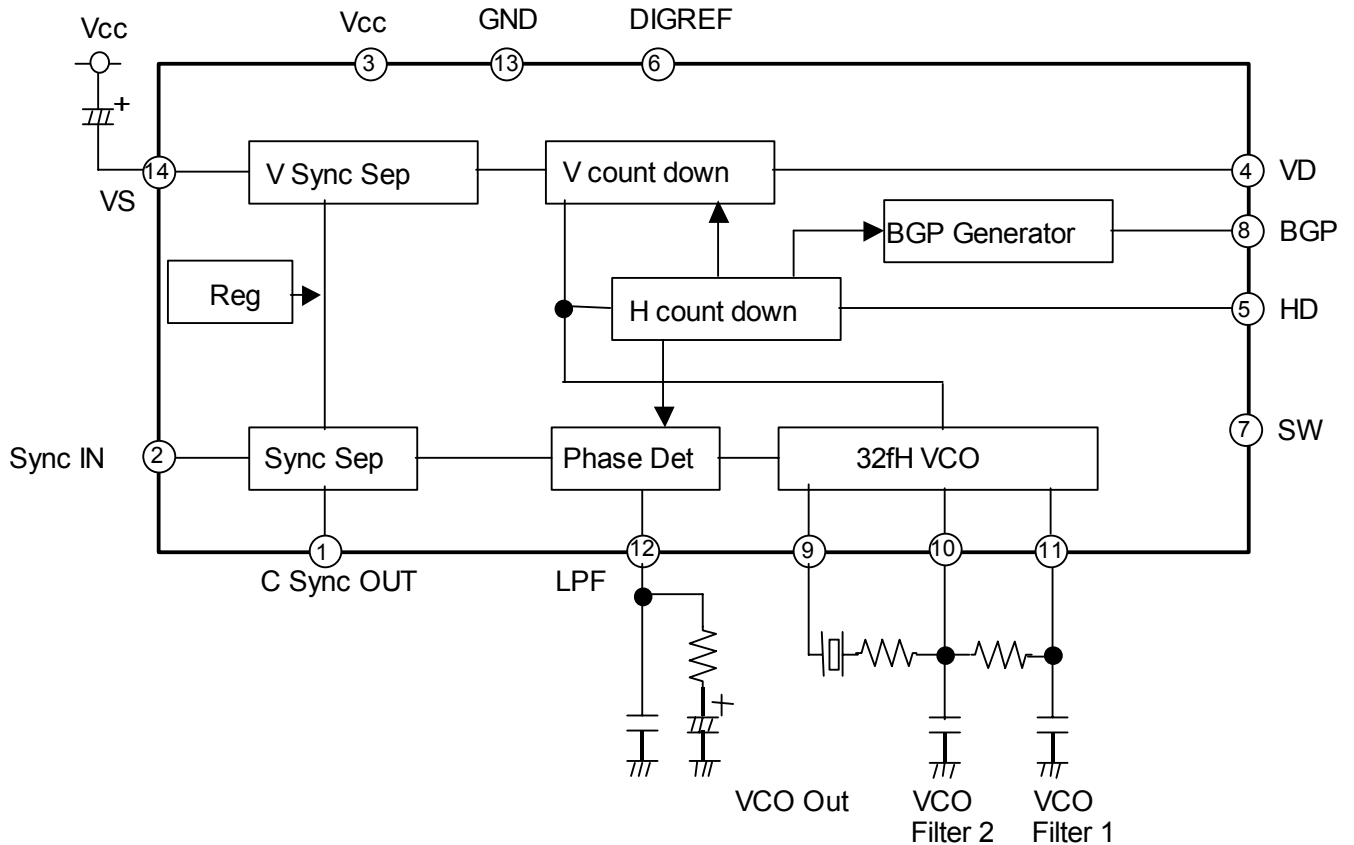 Vcc
Vcc
GND
DIGREF
3
13
6
+
14
VS
V Sync Sep
V count down
4
VD
BGP Generator
8
BGP
Reg
H count down
5
HD
7
SW
Sync IN
2
Sync Sep
Phase Det
32fH VCO
1
12
9
10
11
C Sync OUT
LPF
+
VCO Out
VCO
Filter 2
VCO
Filter 1